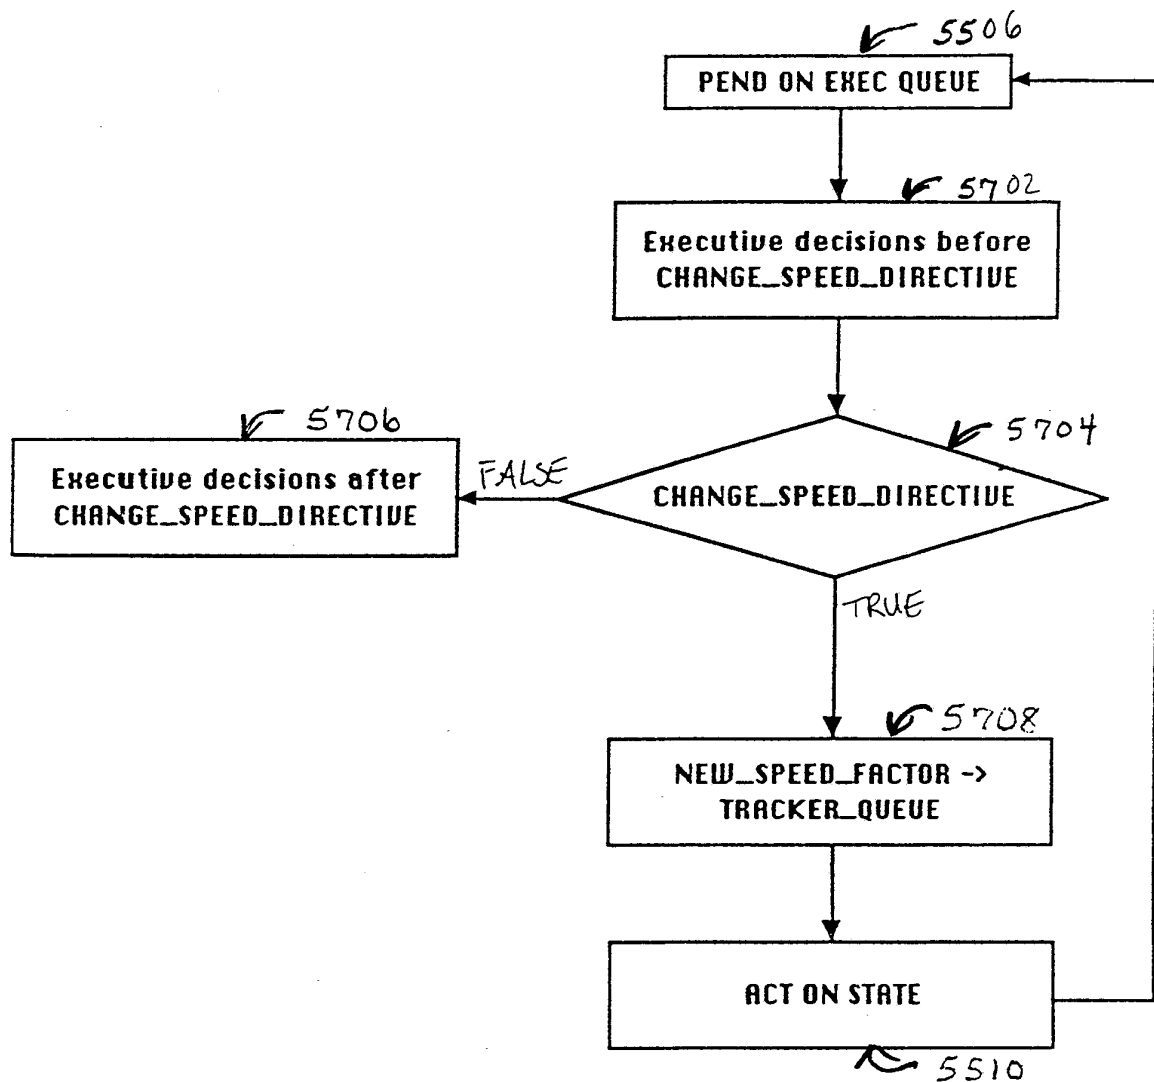 5506
PEND ON EXEC QUEUE
5702
Executive decisions before
CHANGE_SPEED_DIRECTIVE
5706
5704
Executive decisions after
CHANGE_SPEED_DIRECTIVE
FALSE
CHANGE_SPEED_DIRECTIVE
TRUE
5708
NEW_SPEED_FACTOR ->
TRACKER_QUEUE
ACT ON STATE
5510